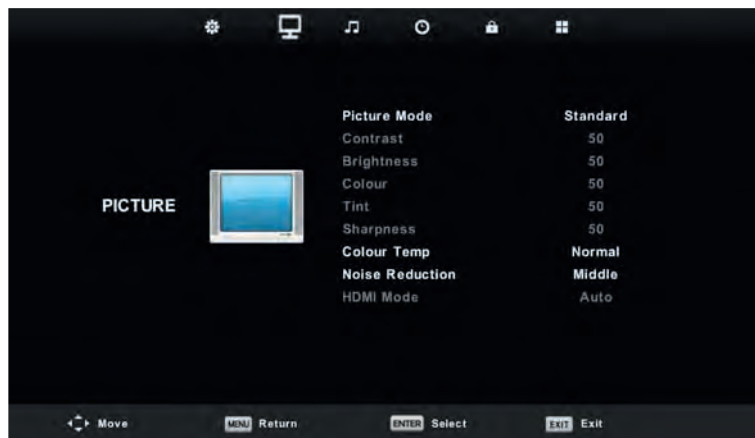 Picture Mode Standard
Contrast 50
Brightness 50
Colour 50
PICTURE
Tint 50
Sharpness 50
Colour Temp Normal
Noise Reduction Middle
HDMI Mode Auto
Move MENU Return ENTER Select EXIT Exit